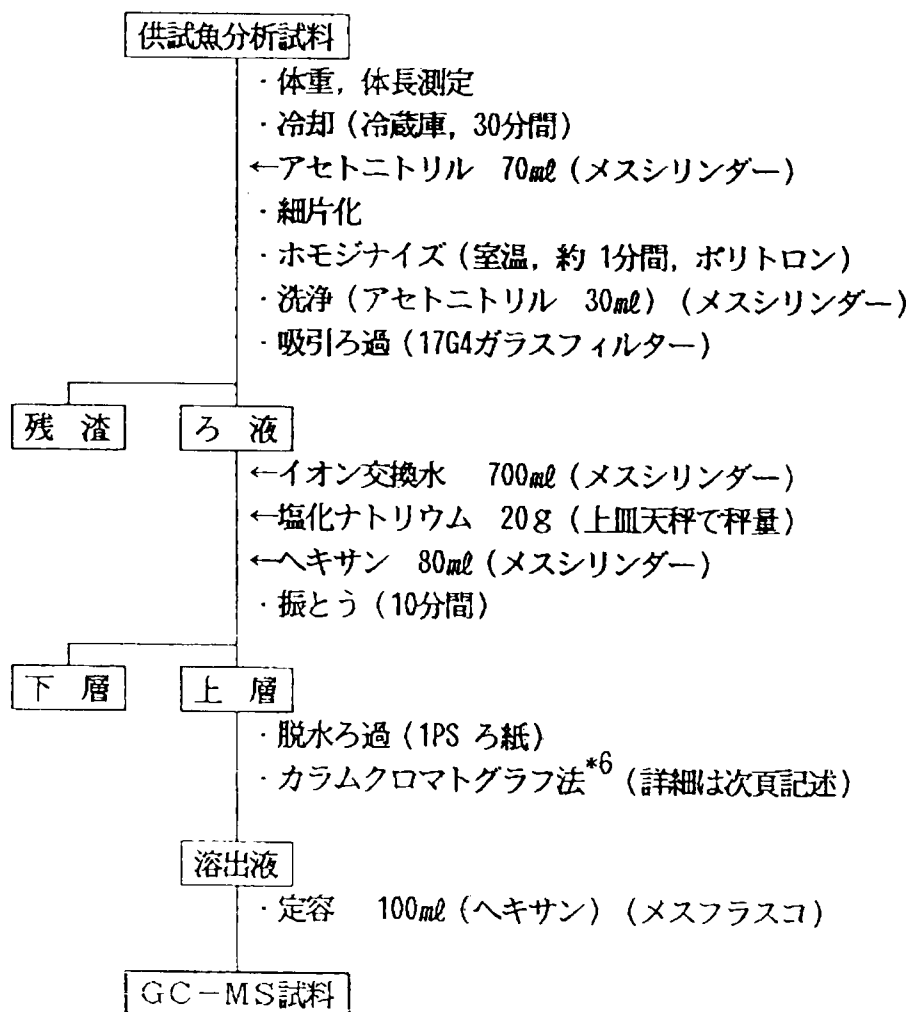 供試魚分析試料
・体重, 体長測定
・冷却 (冷蔵庫, 30分間)
←アセトニトリル 70mℓ (メスシリンダー)
・細片化
・ホモジナイズ (室温, 約 1分間, ポリトロン)
・洗浄 (アセトニトリル 30mℓ) (メスシリンダー)
・吸引ろ過 (17G4ガラスフィルター)
残 渣 ろ 液
←イオン交換水 700mℓ (メスシリンダー)
←塩化ナトリウム 20g (上皿天秤で秤量)
←ヘキサン 80mℓ (メスシリンダー)
・振とう (10分間)
下 層 上 層
・脱水ろ過 (1PS ろ紙)
・カラムクロマトグラフ法*6 (詳細は次頁記述)
溶出液
・定容 100mℓ (ヘキサン) (メスフラスコ)
GC-MS試料